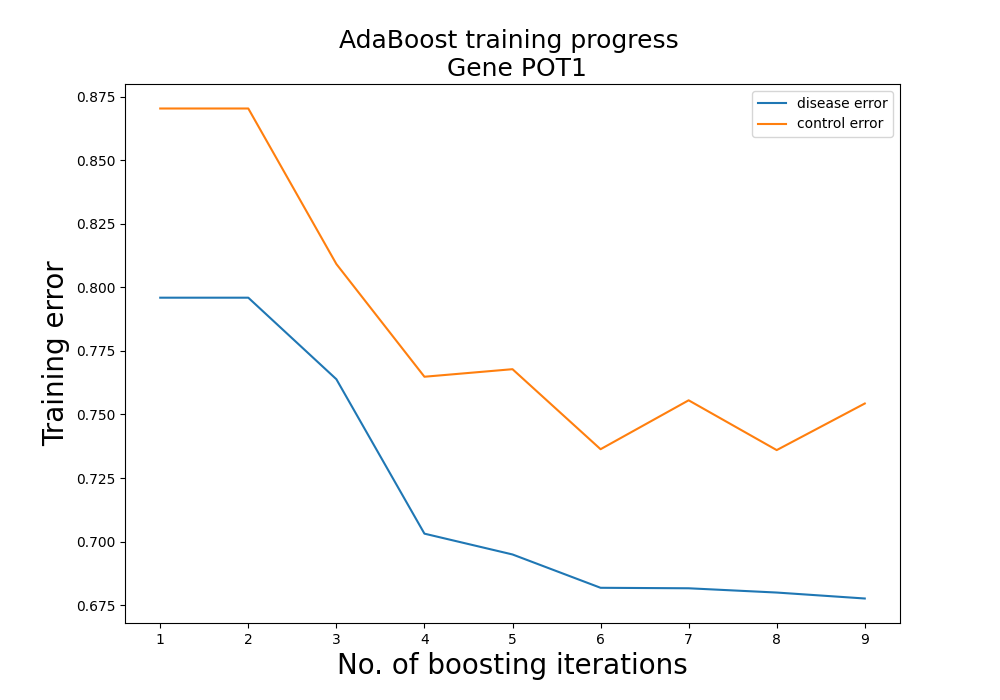 AdaBoost training progress
Gene POT1
disease error
control error
0.875
0.850
0.825
0.800
0.775
0.750
0.725
0.700
0.675
Training error
1 2 3 4 5 6 7 8 9
No. of boosting iterations